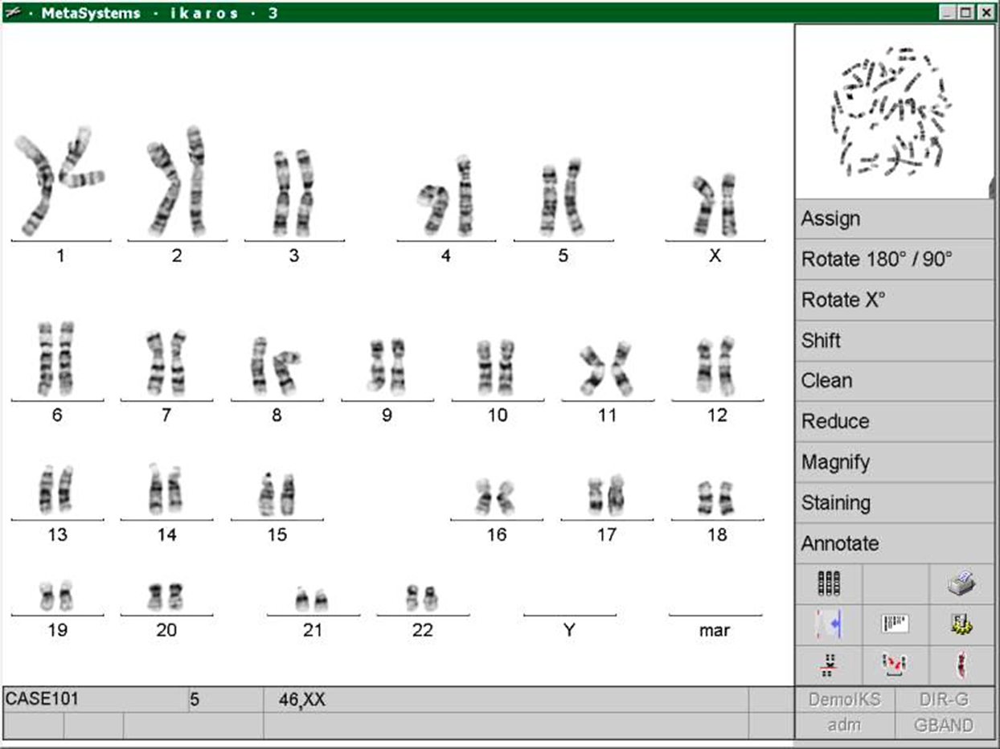 · MetaSystems · ikaros · 3
1 2 3 4 5 X
6 7 8 9 10 11 12
13 14 15 16 17 18
19 20 21 22 Y mar
Assign
Rotate 180° / 90°
Rotate X°
Shift
Clean
Reduce
Magnify
Staining
Annotate
CASE101 5 46,XX
DemoIKS DIR-G
adm GBAND